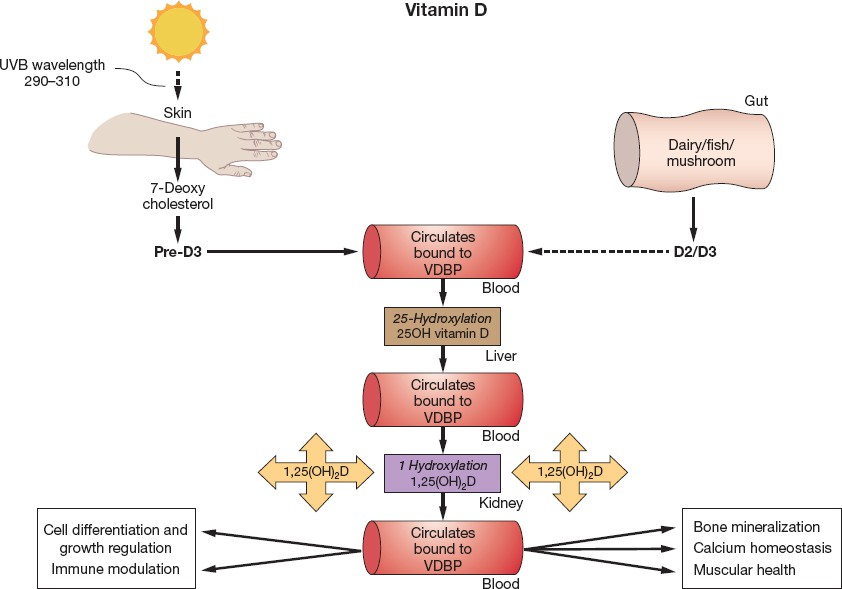 Vitamin D
UVB wavelength
290–310
Skin
7-Deoxy
cholesterol
Pre-D3
Gut
Dairy/fish/
mushroom
D2/D3
Circulates
bound to
VDBP
Blood
25-Hydroxylation
25OH vitamin D
Liver
Circulates
bound to
VDBP
Blood
1,25(OH)₂D
1 Hydroxylation
1,25(OH)₂D
Kidney
1,25(OH)₂D
Circulates
bound to
VDBP
Blood
Cell differentiation and
growth regulation
Immune modulation
Bone mineralization
Calcium homeostasis
Muscular health